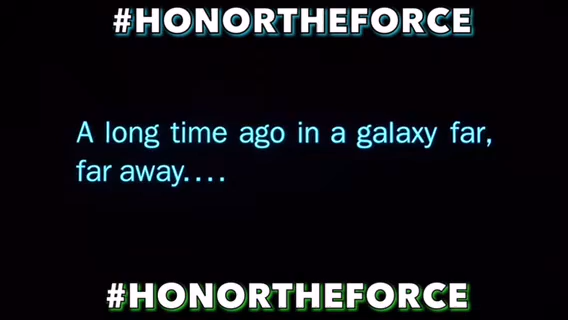 #HONORTHEFORCE
A long time ago in a galaxy far,
far away....
#HONORTHEFORCE